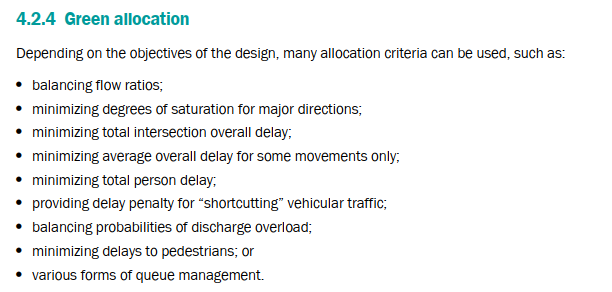 4.2.4 Green allocation
Depending on the objectives of the design, many allocation criteria can be used, such as:
• balancing flow ratios;
• minimizing degrees of saturation for major directions;
• minimizing total intersection overall delay;
• minimizing average overall delay for some movements only;
• minimizing total person delay;
• providing delay penalty for “shortcutting” vehicular traffic;
• balancing probabilities of discharge overload;
• minimizing delays to pedestrians; or
• various forms of queue management.